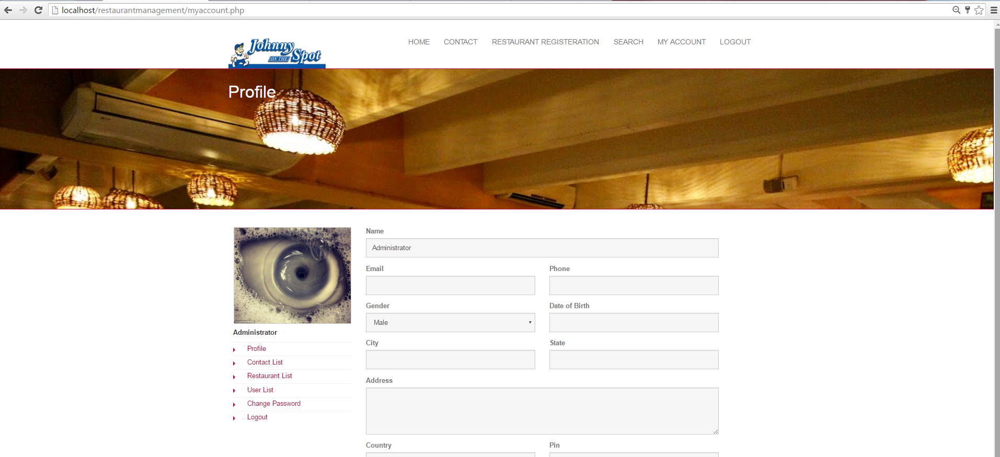 localhost/restaurantmanagement/myaccount.php
Johnny
ON THE
Spot
HOME CONTACT RESTAURANT REGISTERATION SEARCH MY ACCOUNT LOGOUT
Profile
Administrator
Profile
Contact List
Restaurant List
User List
Change Password
Logout
Name
Administrator
Email Phone
Gender Date of Birth
Male
City State
Address
Country Pin